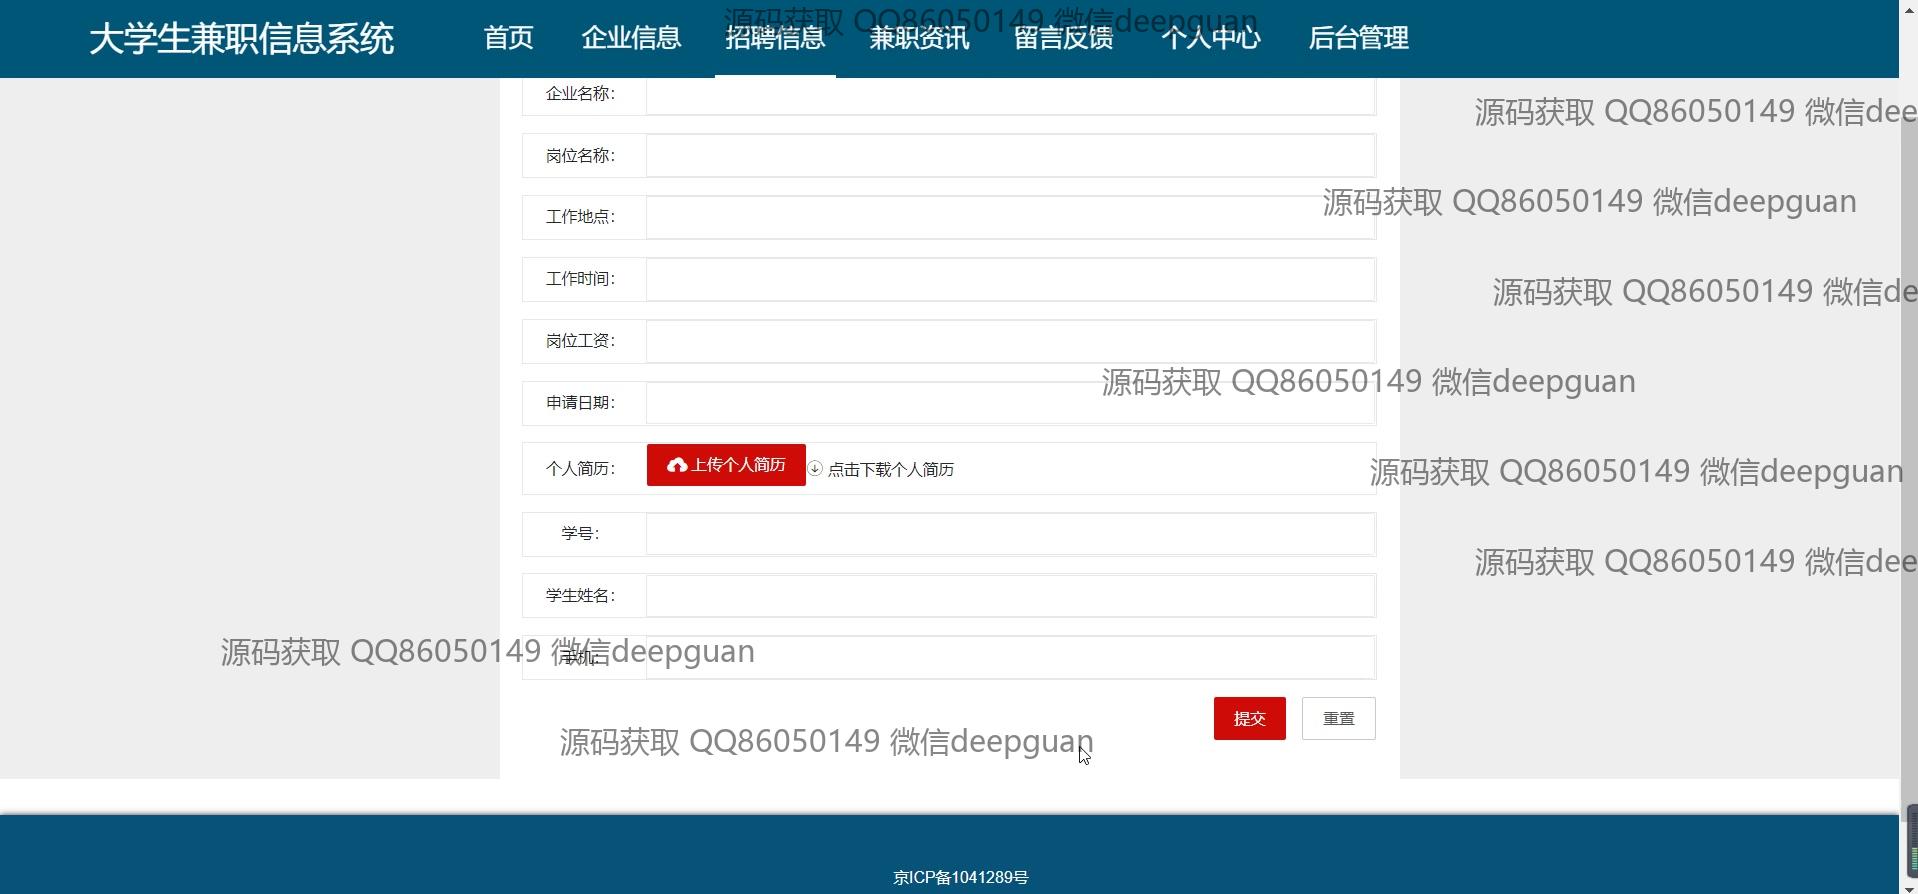 大学生兼职信息系统
首页 企业信息 招聘信息 兼职资讯 留言反馈 个人中心 后台管理
源码获取 QQ86050149 微信deepguan
企业名称：
源码获取 QQ86050149 微信dee
岗位名称：
源码获取 QQ86050149 微信deepguan
工作地点：
工作时间：
源码获取 QQ86050149 微信de
岗位工资：
源码获取 QQ86050149 微信deepguan
申请日期：
个人简历： 上传个人简历 点击下载个人简历
源码获取 QQ86050149 微信deepguan
学号：
源码获取 QQ86050149 微信dee
学生姓名：
源码获取 QQ86050149 微信deepguan
手机：
提交 重置
源码获取 QQ86050149 微信deepguan
京ICP备1041289号